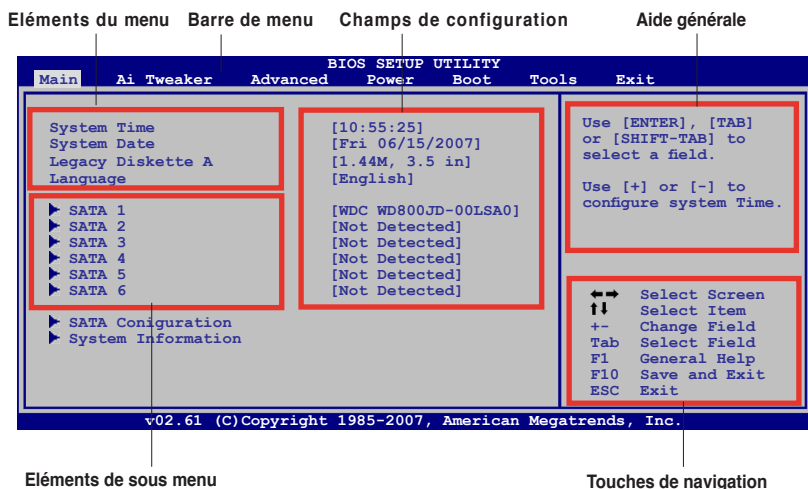 Eléments du menu Barre de menu Champs de configuration Aide générale
BIOS SETUP UTILITY
Main Ai Tweaker Advanced Power Boot Tools Exit
System Time [10:55:25]
System Date [Fri 06/15/2007]
Legacy Diskette A [1.44M, 3.5 in]
Language [English]
SATA 1 [WDC WD800JD-00LSA0]
SATA 2 [Not Detected]
SATA 3 [Not Detected]
SATA 4 [Not Detected]
SATA 5 [Not Detected]
SATA 6 [Not Detected]
SATA Coniguration
System Information
Use [ENTER], [TAB]
or [SHIFT-TAB] to
select a field.
Use [+] or [-] to
configure system Time.
←→ Select Screen
↑↓ Select Item
+- Change Field
Tab Select Field
F1 General Help
F10 Save and Exit
ESC Exit
v02.61 (C)Copyright 1985-2007, American Megatrends, Inc.
Eléments de sous menu Touches de navigation